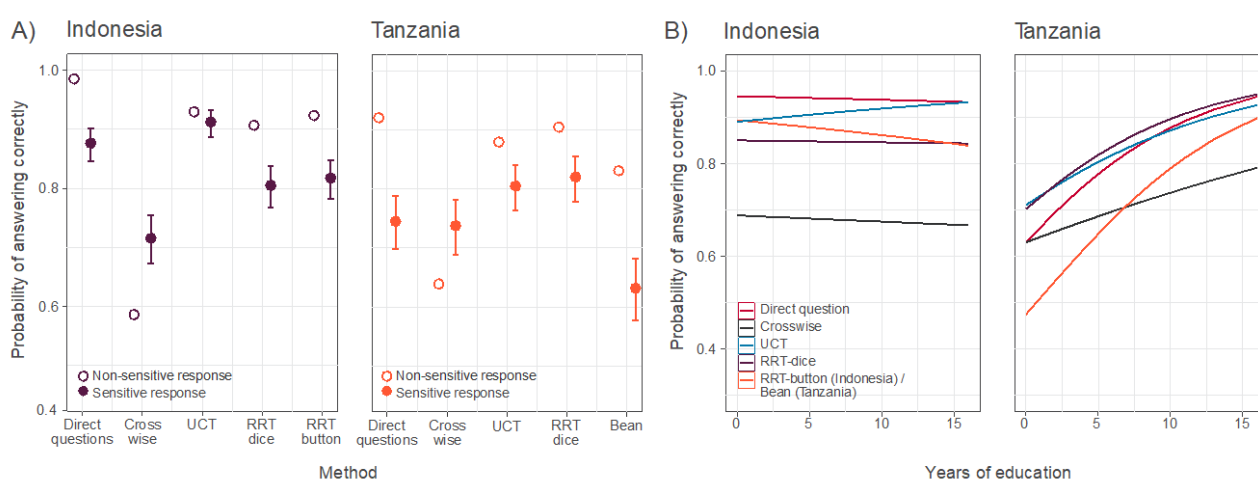 A)
Indonesia
Tanzania
Probability of answering correctly
1.0
0.8
0.6
0.4
Non-sensitive response
Sensitive response
Non-sensitive response
Sensitive response
Direct
questions
Cross
wise
UCT
RRT
dice
RRT
button
Direct
questions
Cross
wise
UCT
RRT
dice
Bean
Method
B)
Indonesia
Tanzania
Probability of answering correctly
1.0
0.8
0.6
0.4
Direct question
Crosswise
UCT
RRT-dice
RRT-button (Indonesia) /
Bean (Tanzania)
0
5
10
15
0
5
10
15
Years of education